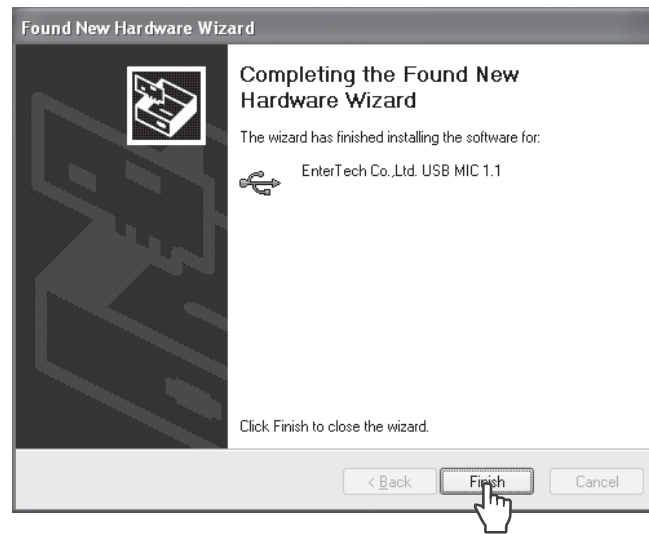 Found New Hardware Wizard
Completing the Found New
Hardware Wizard
The wizard has finished installing the software for:
EnterTech Co.,Ltd. USB MIC 1.1
Click Finish to close the wizard.
< Back
Finish
Cancel